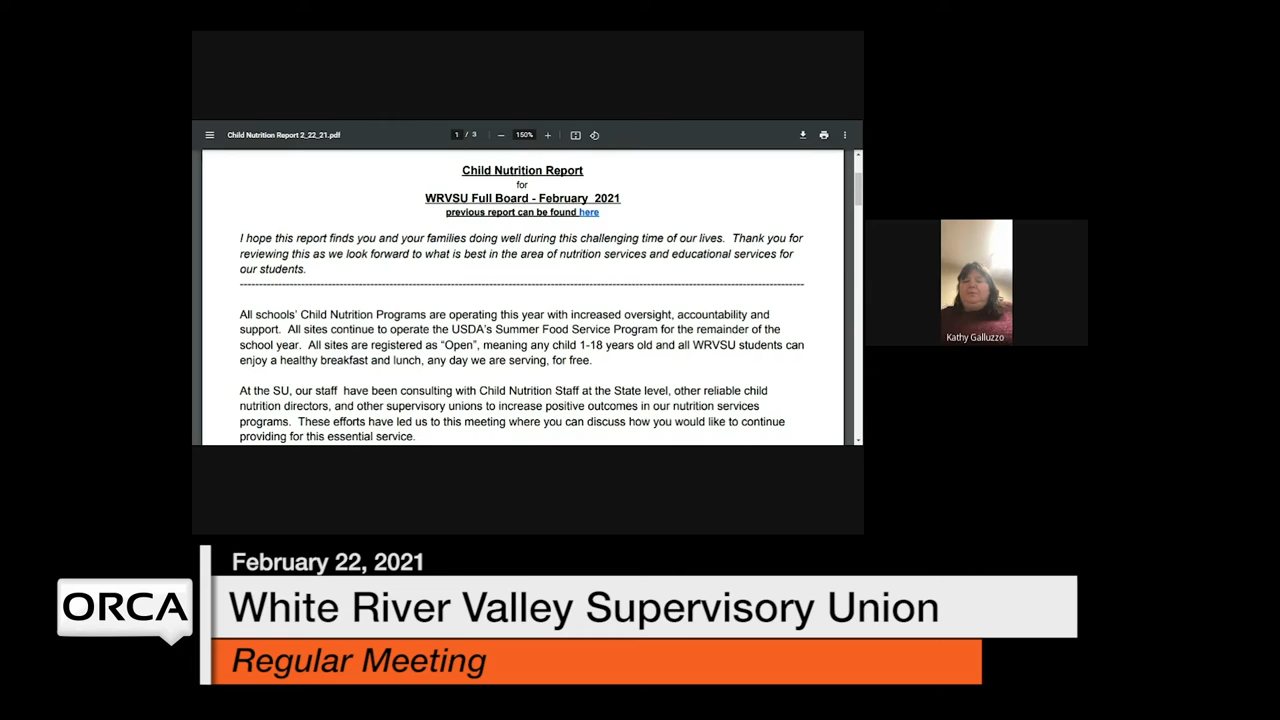 Child Nutrition Report 2_22_21.pdf
1 / 3
150%
Child Nutrition Report
for
WRVSU Full Board - February 2021
previous report can be found here
I hope this report finds you and your families doing well during this challenging time of our lives. Thank you for
reviewing this as we look forward to what is best in the area of nutrition services and educational services for
our students.
All schools' Child Nutrition Programs are operating this year with increased oversight, accountability and
support. All sites continue to operate the USDA's Summer Food Service Program for the remainder of the
school year. All sites are registered as “Open”, meaning any child 1-18 years old and all WRVSU students can
enjoy a healthy breakfast and lunch, any day we are serving, for free.
At the SU, our staff have been consulting with Child Nutrition Staff at the State level, other reliable child
nutrition directors, and other supervisory unions to increase positive outcomes in our nutrition services
programs. These efforts have led us to this meeting where you can discuss how you would like to continue
providing for this essential service.
Kathy Galluzzo
February 22, 2021
ORCA
White River Valley Supervisory Union
Regular Meeting